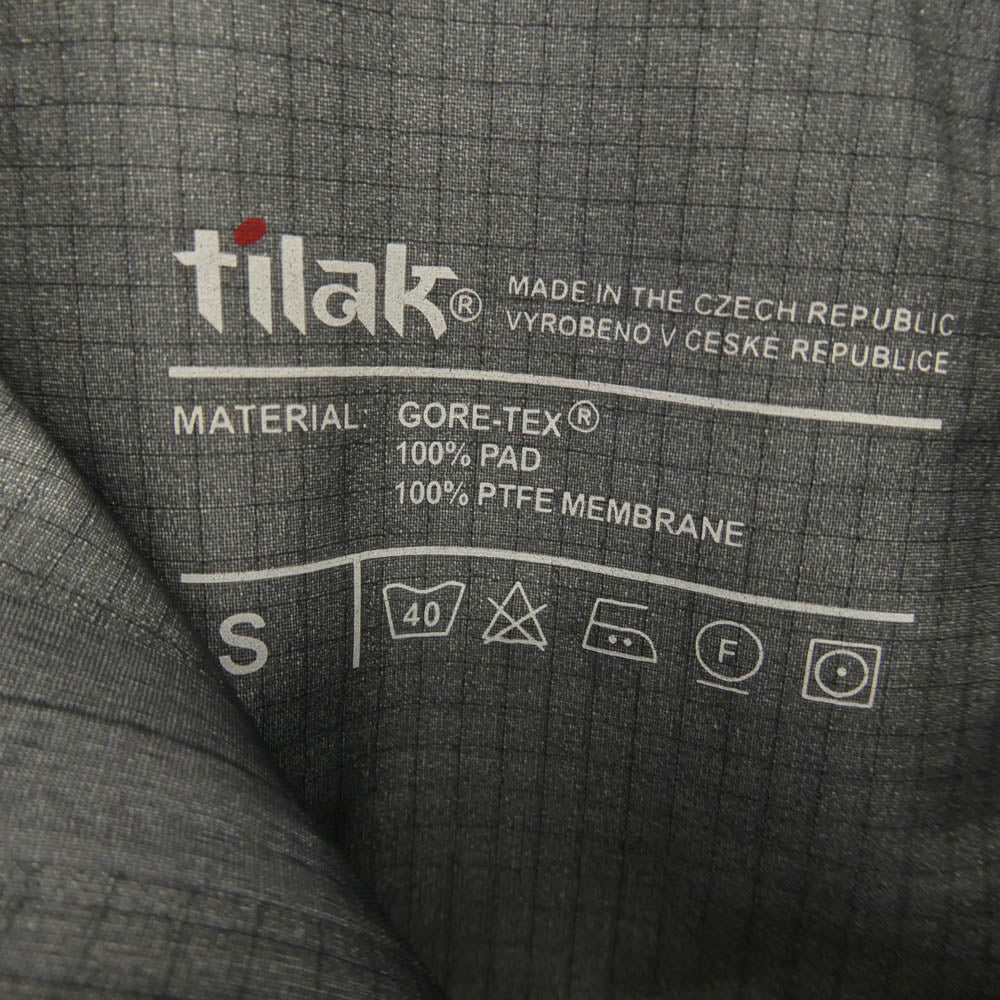 tilak®
MADE IN THE CZECH REPUBLIC
VYROBENO V CESKE REPUBLICE
MATERIAL: GORE-TEX®
100% PAD
100% PTFE MEMBRANE
S
40
F